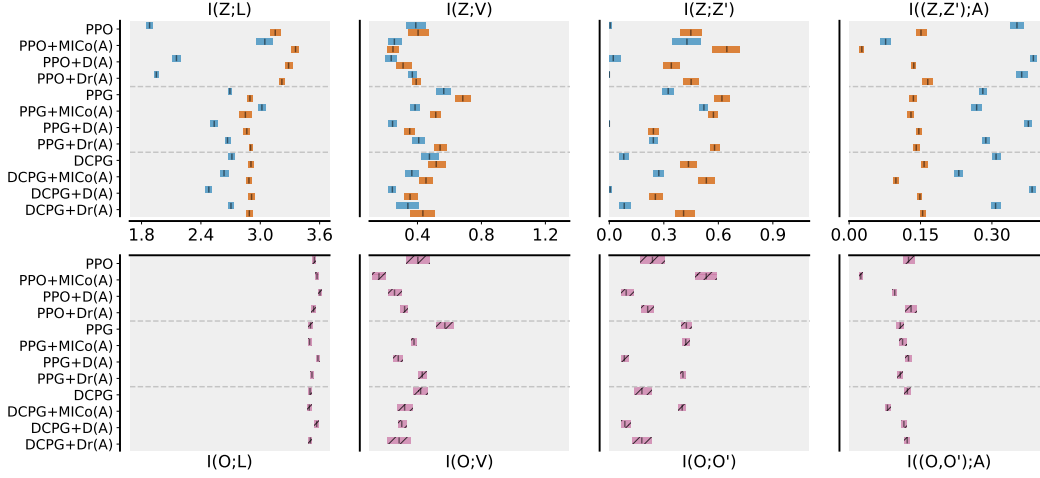 I(Z;L) I(Z;V) I(Z;Z') I((Z,Z');A)
PPO
PPO+MICo(A)
PPO+D(A)
PPO+Dr(A)
PPG
PPG+MICo(A)
PPG+D(A)
PPG+Dr(A)
DCPG
DCPG+MICo(A)
DCPG+D(A)
DCPG+Dr(A)
1.8 2.4 3.0 3.6 0.4 0.8 1.2 0.0 0.3 0.6 0.9 0.00 0.15 0.30
PPO
PPO+MICo(A)
PPO+D(A)
PPO+Dr(A)
PPG
PPG+MICo(A)
PPG+D(A)
PPG+Dr(A)
DCPG
DCPG+MICo(A)
DCPG+D(A)
DCPG+Dr(A)
I(O;L) I(O;V) I(O;O') I((O,O');A)